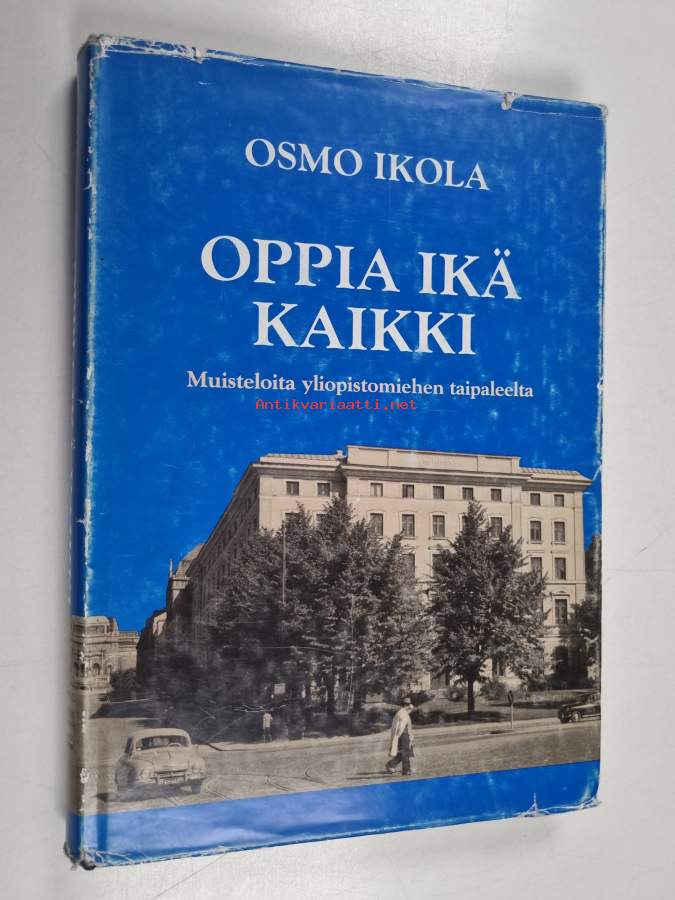 OSMO IKOLA
OPPIA IKÄ
KAIKKI
Muisteloita yliopistomiehen taipaleelta
Antikvariaatti.net